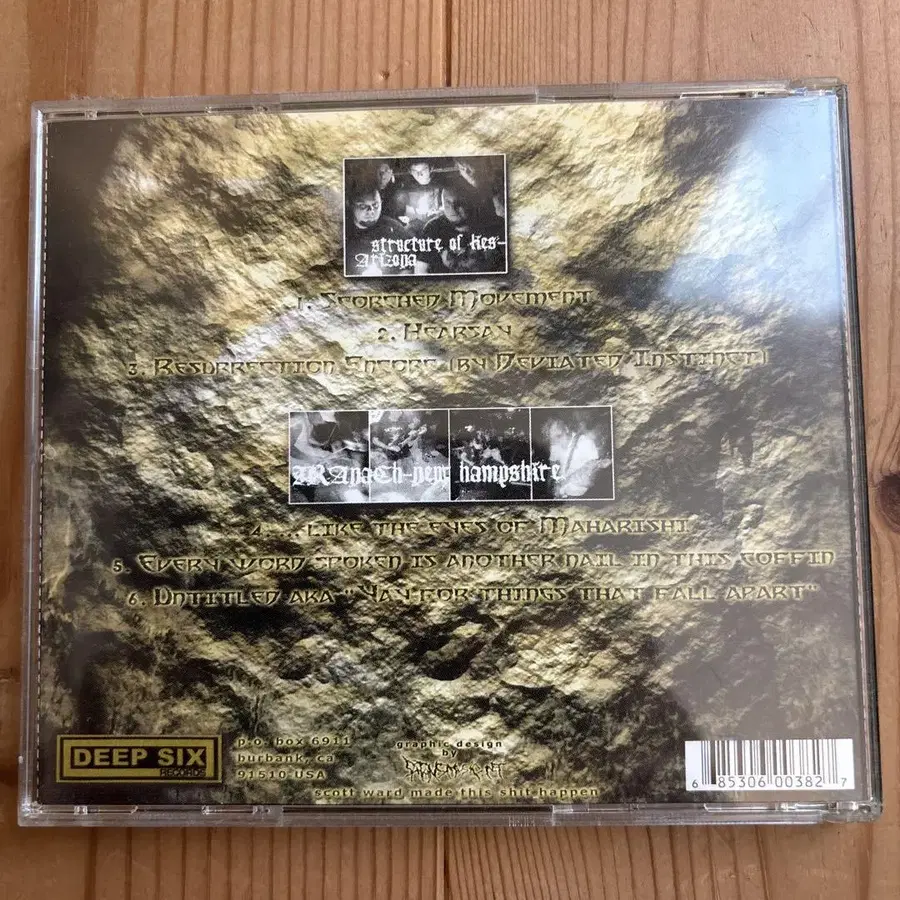 structure of lies-
Arizona
1. Scorched Movement
2. Hearsay
3. Resurrection Encore (by Deviated Instinct)
ARAnaCh-new hampshire
4. ...like the eyes of Maharishi
5. Every word spoken is another nail in this coffin
6. Untitled aka "Yay for things that fall apart"
DEEP SIX
RECORDS
p.o. box 6911
burbank, ca
91510 USA
graphic design
by
scott ward made this shit happen
6 85306 00382 7